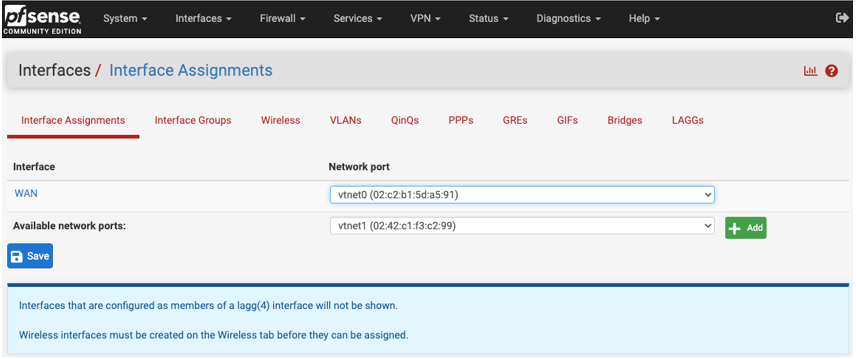 pfsense
COMMUNITY EDITION
System Interfaces Firewall Services VPN Status Diagnostics Help
Interfaces / Interface Assignments
Interface Assignments Interface Groups Wireless VLANs QinQs PPPs GREs GIFs Bridges LAGGs
Interface Network port
WAN vtnet0 (02:c2:b1:5d:a5:91)
Available network ports: vtnet1 (02:42:c1:f3:c2:99) Add
Save
Interfaces that are configured as members of a lagg(4) interface will not be shown.
Wireless interfaces must be created on the Wireless tab before they can be assigned.